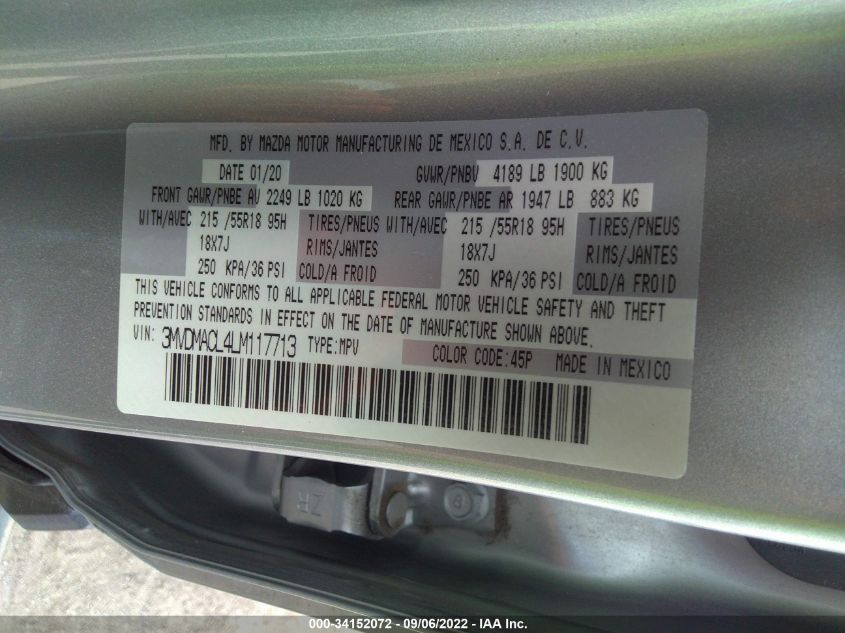 MFD. BY MAZDA MOTOR MANUFACTURING DE MEXICO S.A. DE C.V.
DATE 01/20 GVWR/PNBV 4189 LB 1900 KG
FRONT GAWR/PNBE AV 2249 LB 1020 KG REAR GAWR/PNBE AR 1947 LB 883 KG
WITH/AVEC 215 /55R18 95H TIRES/PNEUS WITH/AVEC 215 /55R18 95H TIRES/PNEUS
18X7J RIMS/JANTES 18X7J RIMS/JANTES
250 KPA/36 PSI COLD/A FROID 250 KPA/36 PSI COLD/A FROID
THIS VEHICLE CONFORMS TO ALL APPLICABLE FEDERAL MOTOR VEHICLE SAFETY AND THEFT
PREVENTION STANDARDS IN EFFECT ON THE DATE OF MANUFACTURE SHOWN ABOVE.
VIN: 3MVDMACL4LM117713 TYPE:MPV COLOR CODE:45P MADE IN MEXICO
ZR
8
000-34152072 - 09/06/2022 - IAA Inc.